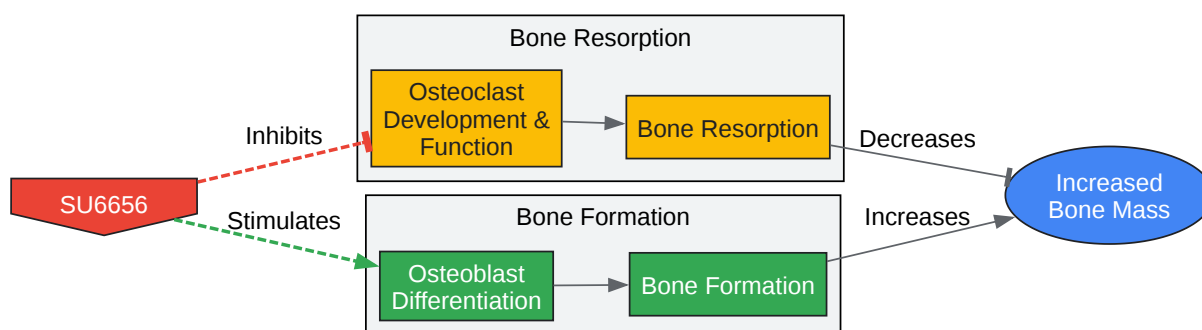 Bone Resorption
Osteoclast
Development &
Function
Bone Resorption
Inhibits
Decreases
SU6656
Stimulates
Bone Formation
Osteoblast
Differentiation
Bone Formation
Increases
Increased
Bone Mass